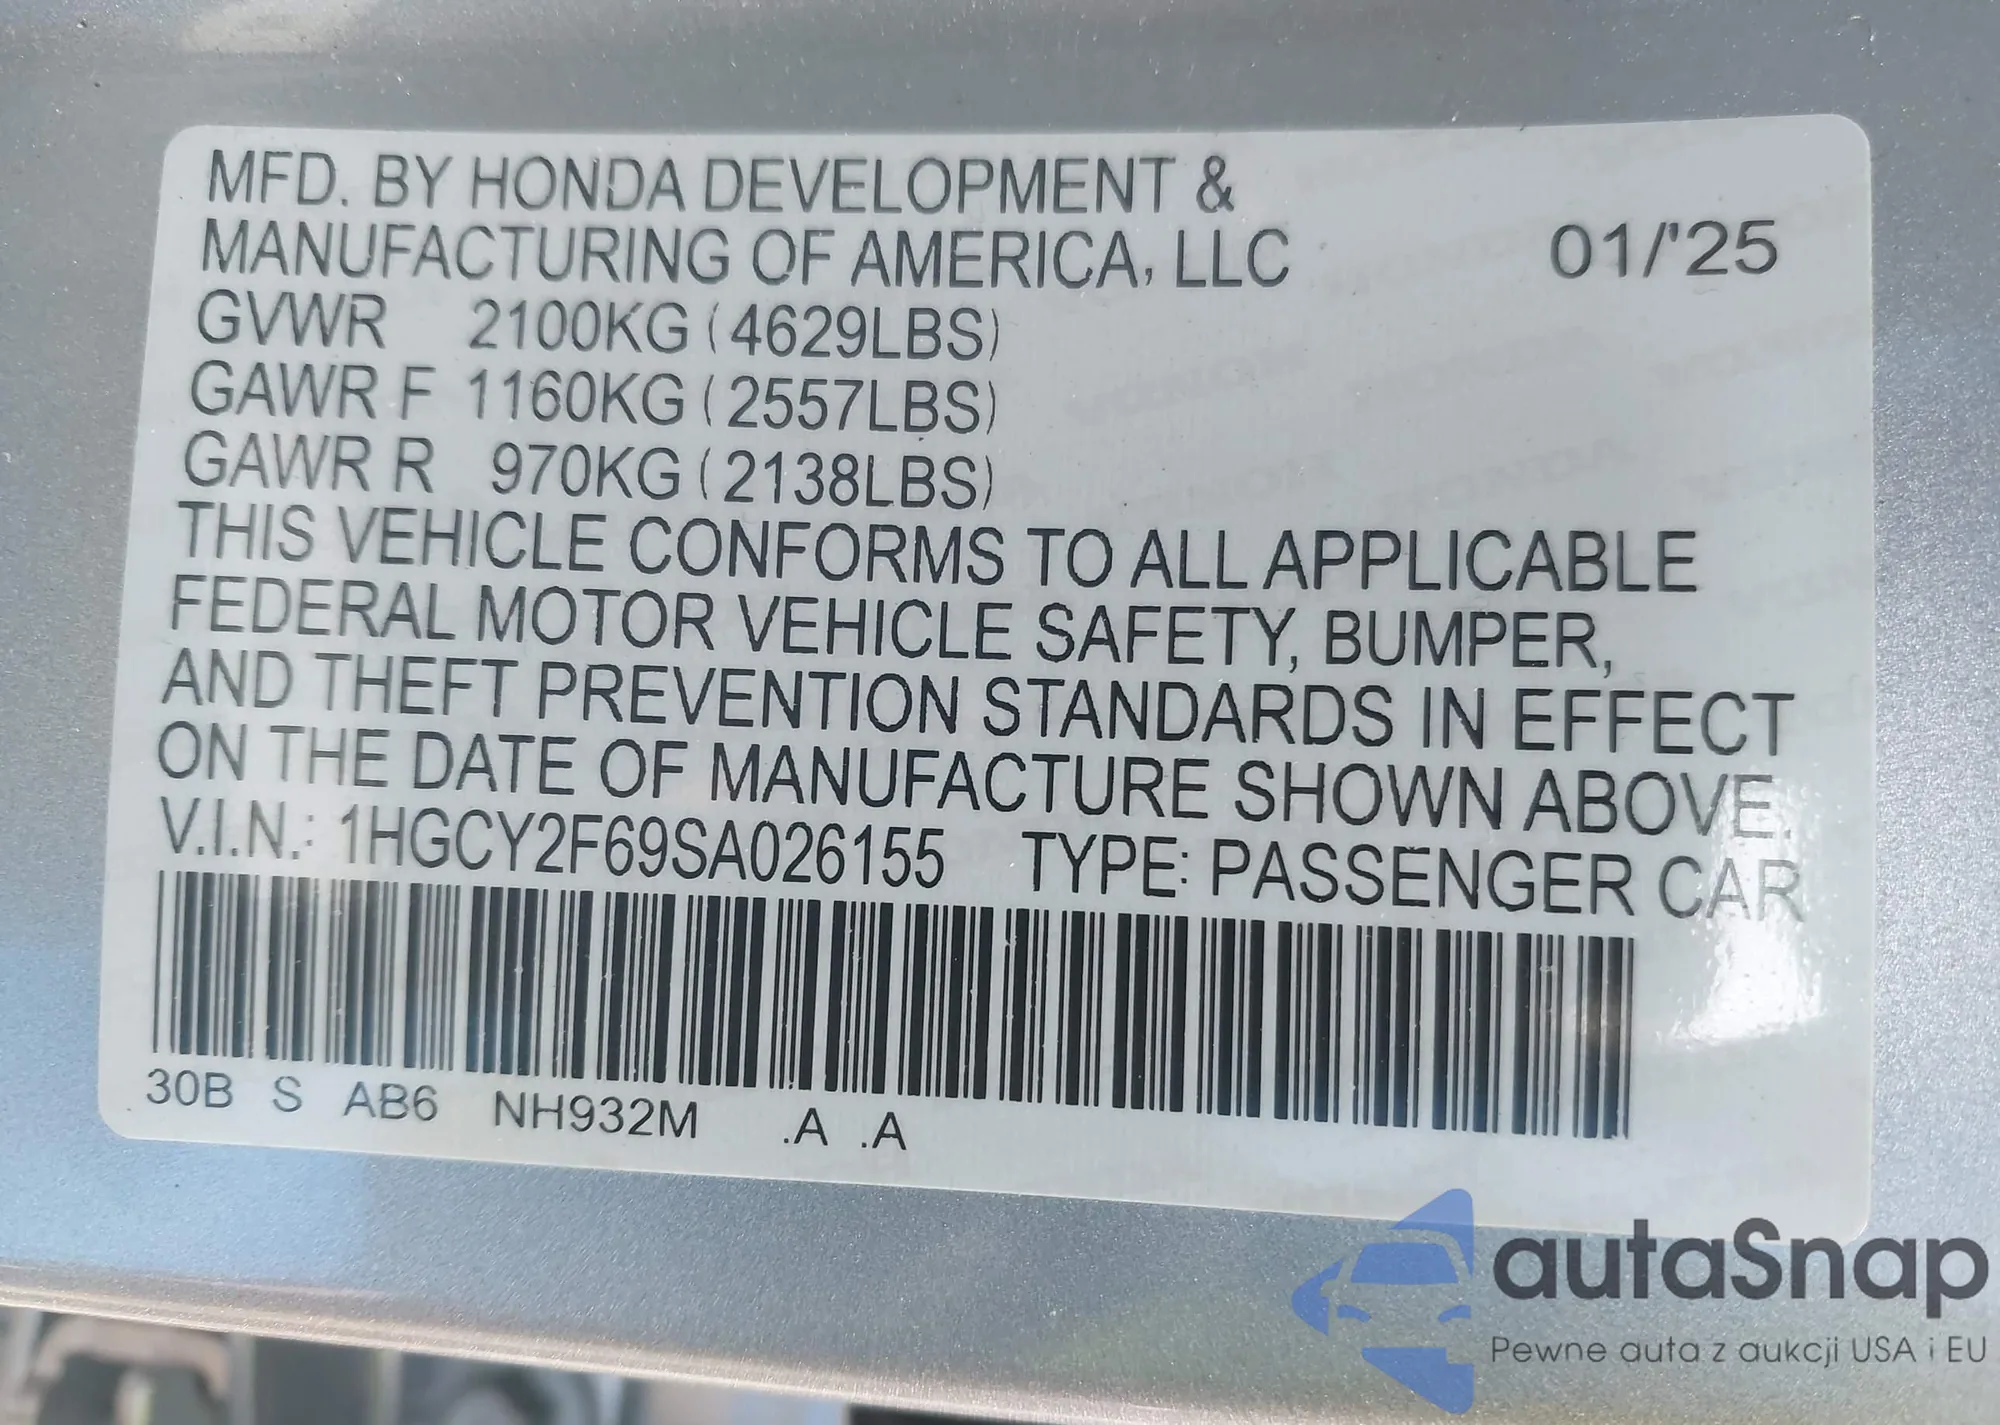 MFD. BY HONDA DEVELOPMENT &
MANUFACTURING OF AMERICA, LLC 01/'25
GVWR 2100KG (4629LBS)
GAWR F 1160KG (2557LBS)
GAWR R 970KG (2138LBS)
THIS VEHICLE CONFORMS TO ALL APPLICABLE
FEDERAL MOTOR VEHICLE SAFETY, BUMPER,
AND THEFT PREVENTION STANDARDS IN EFFECT
ON THE DATE OF MANUFACTURE SHOWN ABOVE.
V.I.N.: 1HGCY2F69SA026155 TYPE: PASSENGER CAR
30B S AB6 NH932M .A .A
autaSnap
Pewne auta z aukcji USA i EU